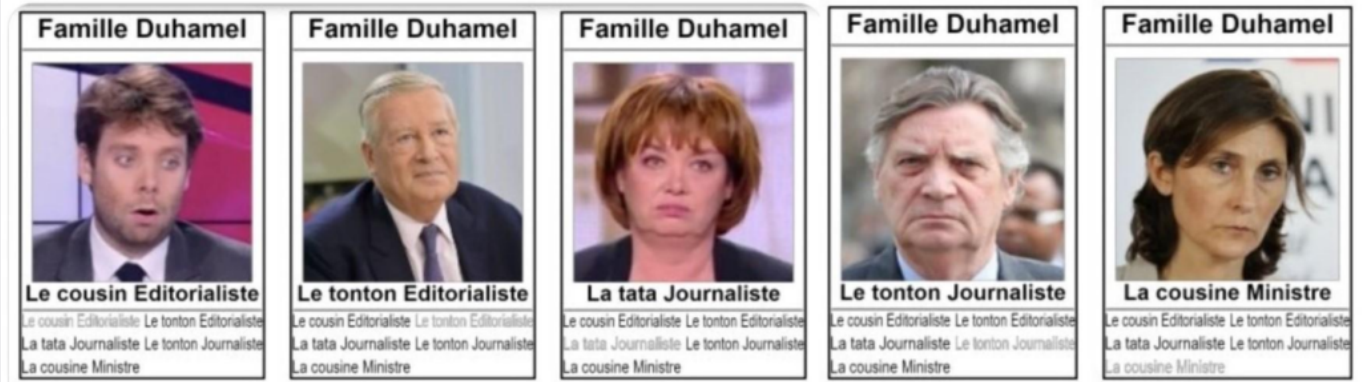 Famille Duhamel
Le cousin Editorialiste
Le cousin Editorialiste Le tonton Editorialiste
La tata Journaliste Le tonton Journaliste
La cousine Ministre
Famille Duhamel
Le tonton Editorialiste
Le cousin Editorialiste Le tonton Editorialiste
La tata Journaliste Le tonton Journaliste
La cousine Ministre
Famille Duhamel
La tata Journaliste
Le cousin Editorialiste Le tonton Editorialiste
La tata Journaliste Le tonton Journaliste
La cousine Ministre
Famille Duhamel
Le tonton Journaliste
Le cousin Editorialiste Le tonton Editorialiste
La tata Journaliste Le tonton Journaliste
La cousine Ministre
Famille Duhamel
La cousine Ministre
Le cousin Editorialiste Le tonton Editorialiste
La tata Journaliste Le tonton Journaliste
La cousine Ministre